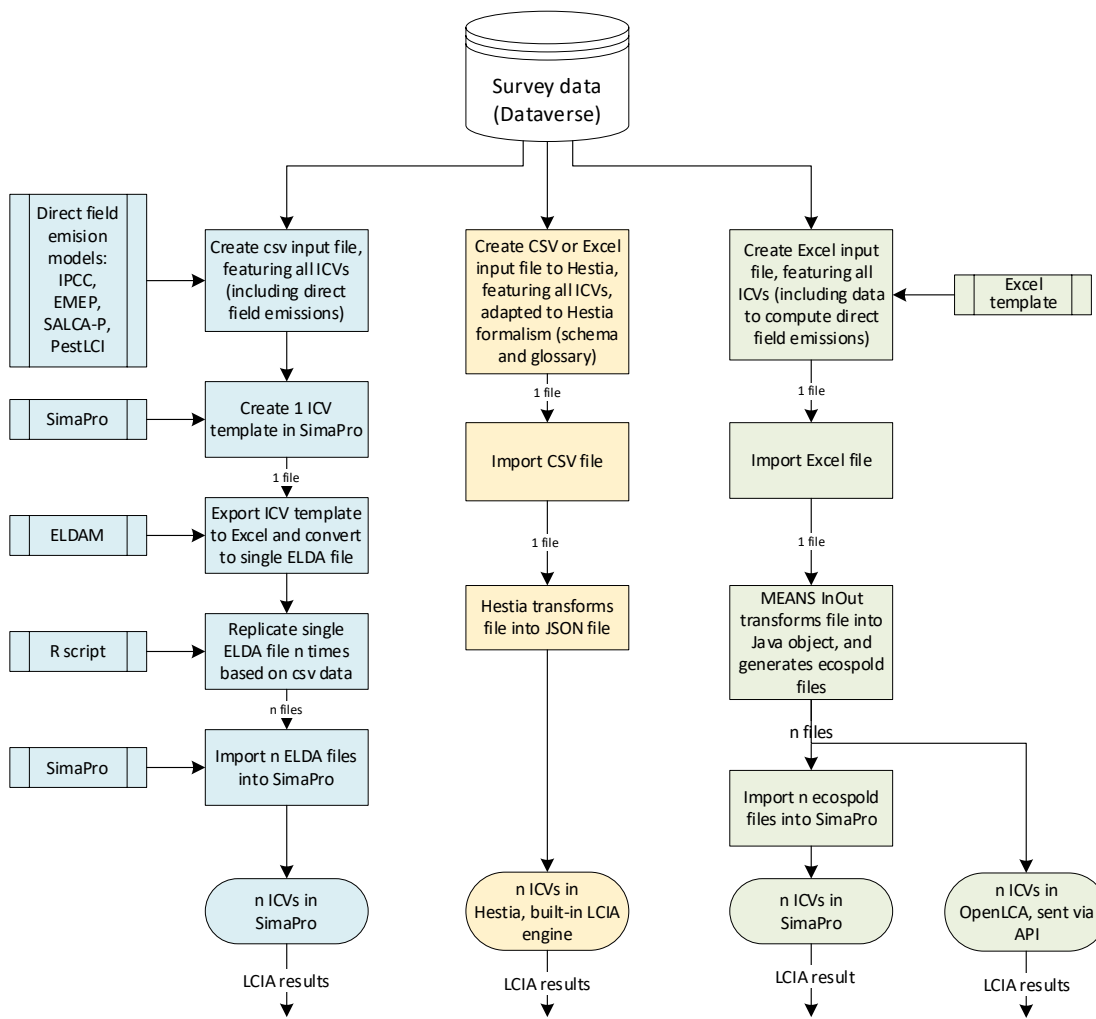 Survey data
(Dataverse)
Direct field
emision
models:
IPCC,
EMEP,
SALCA-P,
PestLCI
Create csv input file,
featuring all ICVs
(including direct
field emissions)
SimaPro
Create 1 ICV
template in SimaPro
1 file
ELDAM
Export ICV template
to Excel and convert
to single ELDA file
R script
Replicate single
ELDA file n times
based on csv data
n files
SimaPro
Import n ELDA files
into SimaPro
n ICVs in
SimaPro
LCIA results
Create CSV or Excel
input file to Hestia,
featuring all ICVs,
adapted to Hestia
formalism (schema
and glossary)
1 file
Import CSV file
1 file
Hestia transforms
file into JSON file
n ICVs in
Hestia, built-in LCIA
engine
LCIA results
Create Excel input
file, featuring all
ICVs (including data
to compute direct
field emissions)
Excel
template
1 file
Import Excel file
1 file
MEANS InOut
transforms file into
Java object, and
generates ecospold
files
n files
Import n ecospold
files into SimaPro
n ICVs in
SimaPro
LCIA result
n ICVs in
OpenLCA, sent via
API
LCIA results